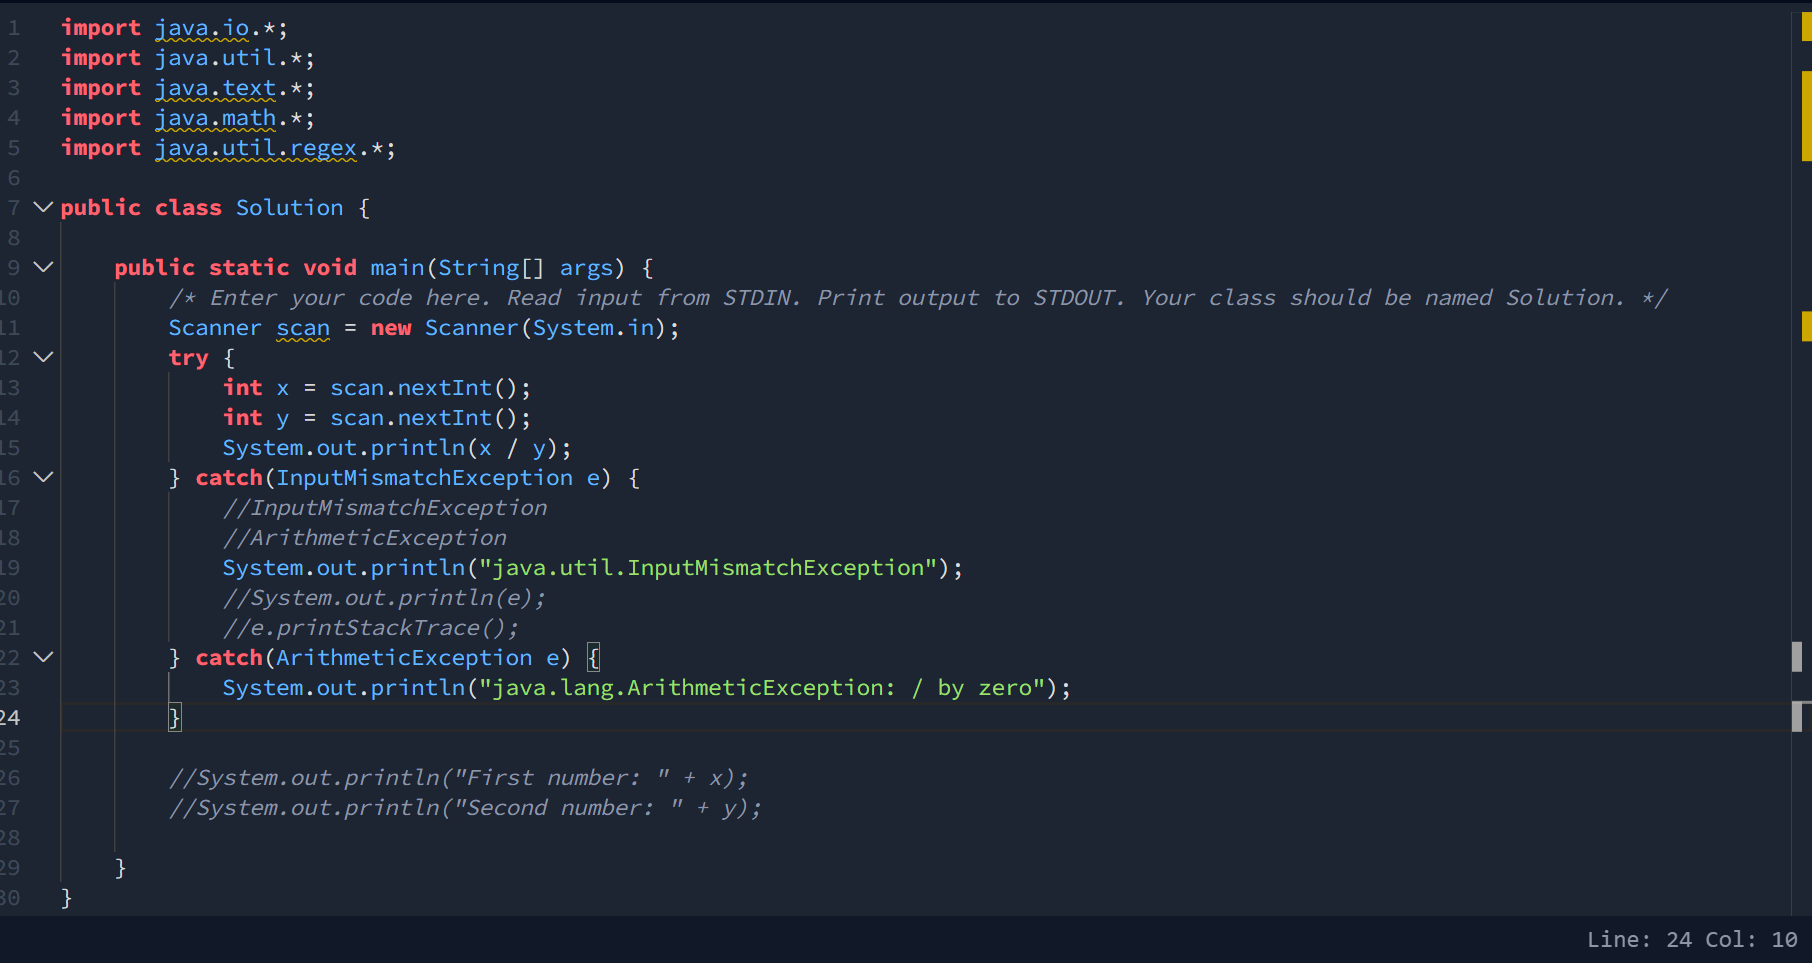 1 import java.io.*;
2 import java.util.*;
3 import java.text.*;
4 import java.math.*;
5 import java.util.regex.*;
6
7 public class Solution {
8
9 public static void main(String[] args) {
10 /* Enter your code here. Read input from STDIN. Print output to STDOUT. Your class should be named Solution. */
11 Scanner scan = new Scanner(System.in);
12 try {
13 int x = scan.nextInt();
14 int y = scan.nextInt();
15 System.out.println(x / y);
16 } catch(InputMismatchException e) {
17 //InputMismatchException
18 //ArithmeticException
19 System.out.println("java.util.InputMismatchException");
20 //System.out.println(e);
21 //e.printStackTrace();
22 } catch(ArithmeticException e) {
23 System.out.println("java.lang.ArithmeticException: / by zero");
24 }
25
26 //System.out.println("First number: " + x);
27 //System.out.println("Second number: " + y);
28
29 }
30 }
Line: 24 Col: 10